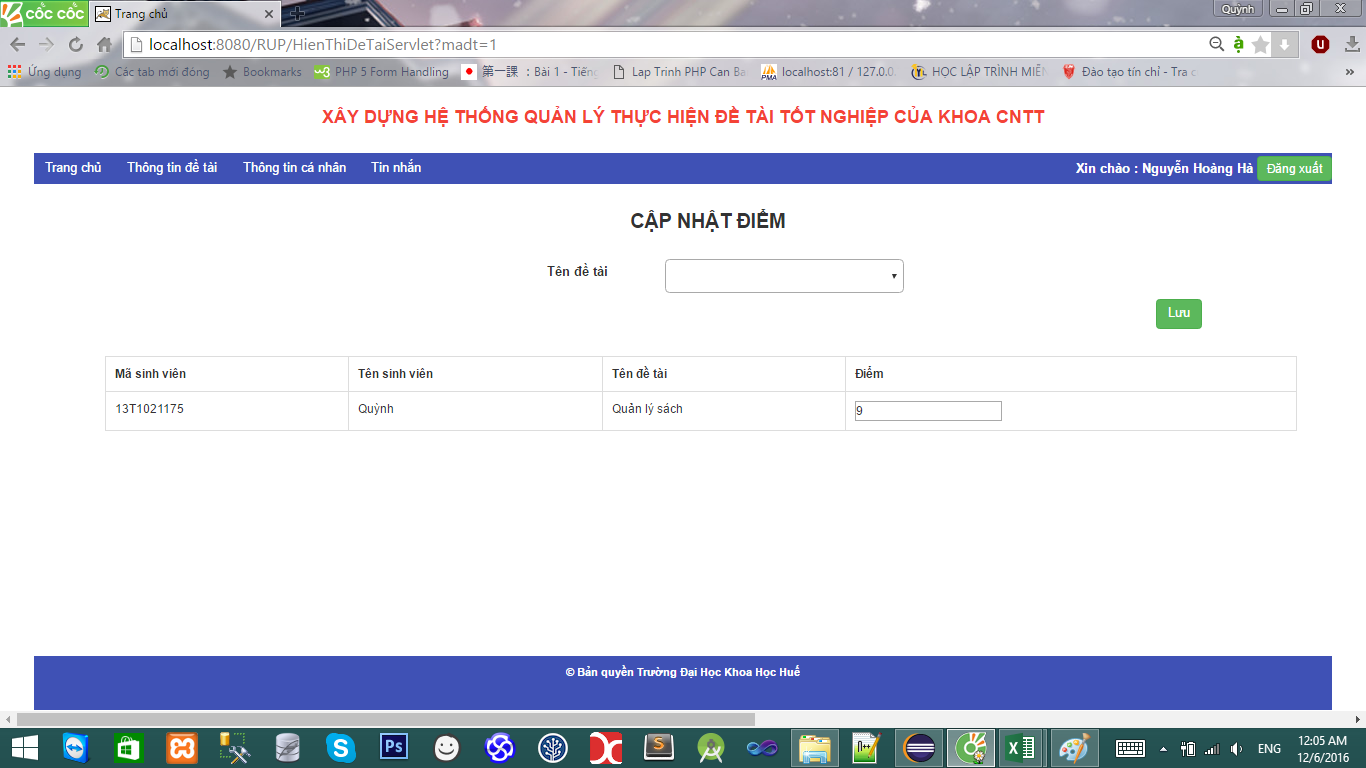 CỐC CỐC Trang chủ Quỳnh
localhost:8080/RUP/HienThiDeTaiServlet?madt=1
Ứng dụng Các tab mới đóng Bookmarks PHP 5 Form Handling 第一課 : Bài 1 - Tiếng Lap Trinh PHP Can Ba localhost:81 / 127.0.0. HỌC LẬP TRÌNH MIỄN Đào tạo tín chỉ - Tra c »
XÂY DỰNG HỆ THỐNG QUẢN LÝ THỰC HIỆN ĐỀ TÀI TỐT NGHIỆP CỦA KHOA CNTT
Trang chủ Thông tin đề tài Thông tin cá nhân Tin nhắn Xin chào : Nguyễn Hoàng Hà Đăng xuất
CẬP NHẬT ĐIỂM
Tên đề tài
Lưu
Mã sinh viên Tên sinh viên Tên đề tài Điểm
13T1021175 Quỳnh Quản lý sách 9
© Bản quyền Trường Đại Học Khoa Học Huế
ENG 12:05 AM
12/6/2016